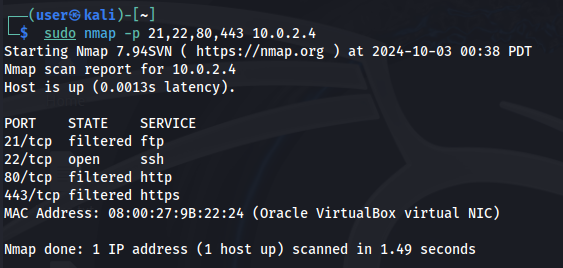 (user㉿kali)-[~]
$ sudo nmap -p 21,22,80,443 10.0.2.4
Starting Nmap 7.94SVN ( https://nmap.org ) at 2024-10-03 00:38 PDT
Nmap scan report for 10.0.2.4
Host is up (0.0013s latency).
PORT    STATE    SERVICE
21/tcp  filtered ftp
22/tcp  open     ssh
80/tcp  filtered http
443/tcp filtered https
MAC Address: 08:00:27:9B:22:24 (Oracle VirtualBox virtual NIC)
Nmap done: 1 IP address (1 host up) scanned in 1.49 seconds